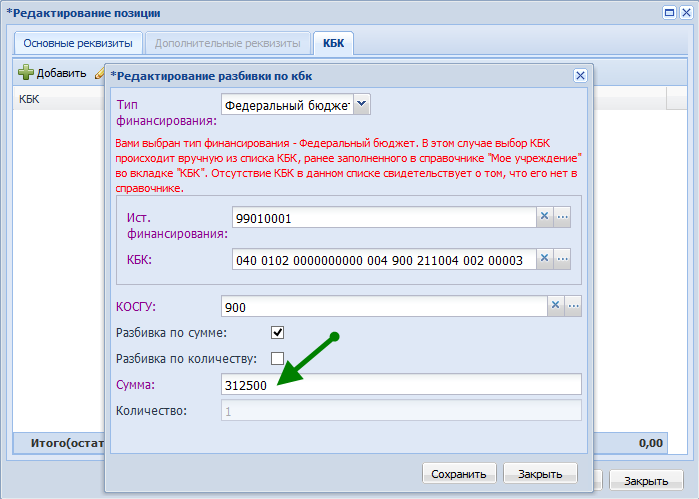 *Редактирование позиции
Основные реквизиты Дополнительные реквизиты КБК
Добавить
КБК
*Редактирование разбивки по кбк
Тип
финансирования:
Федеральный бюджет
Вами выбран тип финансирования - Федеральный бюджет. В этом случае выбор КБК
происходит вручную из списка КБК, ранее заполненного в справочнике "Мое учреждение"
во вкладке "КБК". Отсутствие КБК в данном списке свидетельствует о том, что его нет в
справочнике.
Ист.
финансирования:
99010001
КБК: 040 0102 0000000000 004 900 211004 002 00003
КОСГУ: 900
Разбивка по сумме:
Разбивка по количеству:
Сумма: 312500
Количество: 1
Итого(остат 0,00
Сохранить Закрыть
Закрыть